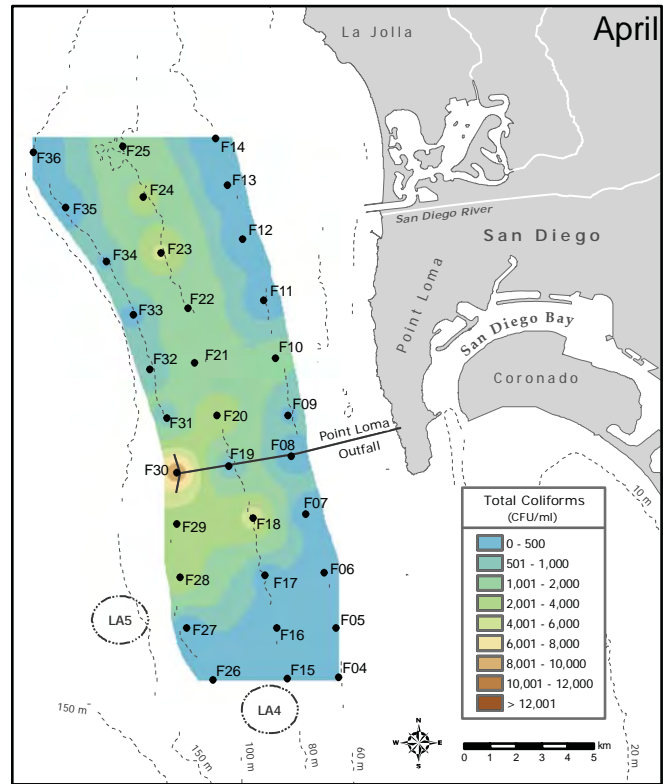 April
La Jolla
F14
F25
F36
F13
F24
F35
San Diego River
F12
San Diego
F23
F34
F11
F22
F33
Point Loma
San Diego Bay
F10
F21
F32
Coronado
F09
F20
F31
Point Loma
Outfall
F08
F19
F30
F07
F18
F29
10 m
Total Coliforms
(CFU/ml)
0 - 500
501 - 1,000
1,001 - 2,000
2,001 - 4,000
4,001 - 6,000
6,001 - 8,000
8,001 - 10,000
10,001 - 12,000
> 12,001
F06
F17
F28
LA5
F05
F16
F27
F04
F15
F26
LA4
150 m
150 m
100 m
80 m
60 m
20 m
N
W E
S
0 1 2 3 4 5
km